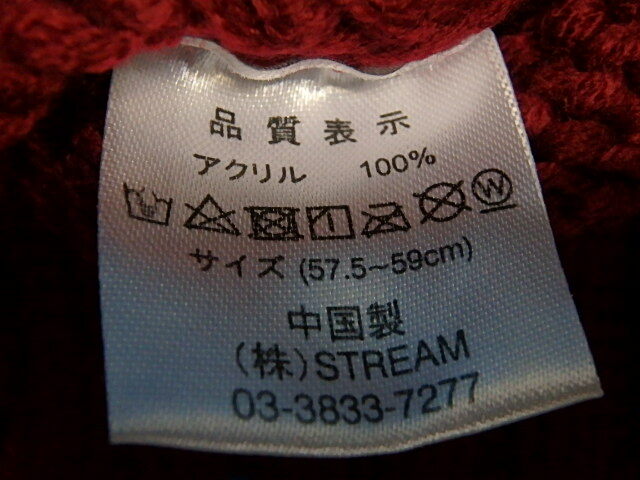 品質表示
アクリル 100%
W
サイズ (57.5~59cm)
中国製
(株)STREAM
03-3833-7277